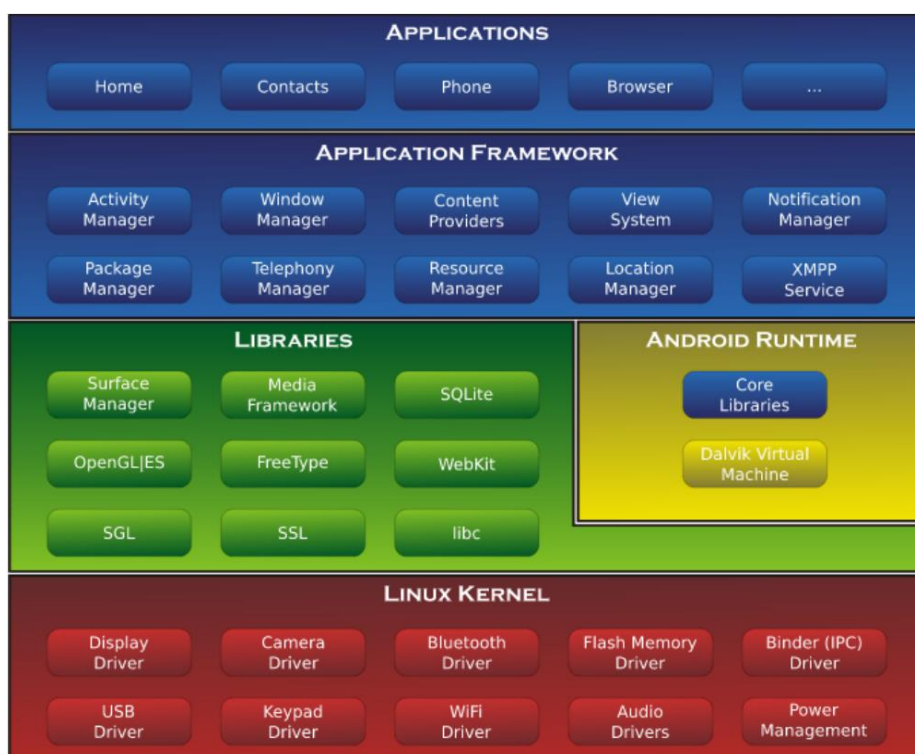 APPLICATIONS
Home
Contacts
Phone
Browser
...
APPLICATION FRAMEWORK
Activity
Manager
Window
Manager
Content
Providers
View
System
Notification
Manager
Package
Manager
Telephony
Manager
Resource
Manager
Location
Manager
XMPP
Service
LIBRARIES
Surface
Manager
Media
Framework
SQLite
OpenGL|ES
FreeType
WebKit
SGL
SSL
libc
ANDROID RUNTIME
Core
Libraries
Dalvik Virtual
Machine
LINUX KERNEL
Display
Driver
Camera
Driver
Bluetooth
Driver
Flash Memory
Driver
Binder (IPC)
Driver
USB
Driver
Keypad
Driver
WiFi
Driver
Audio
Drivers
Power
Management